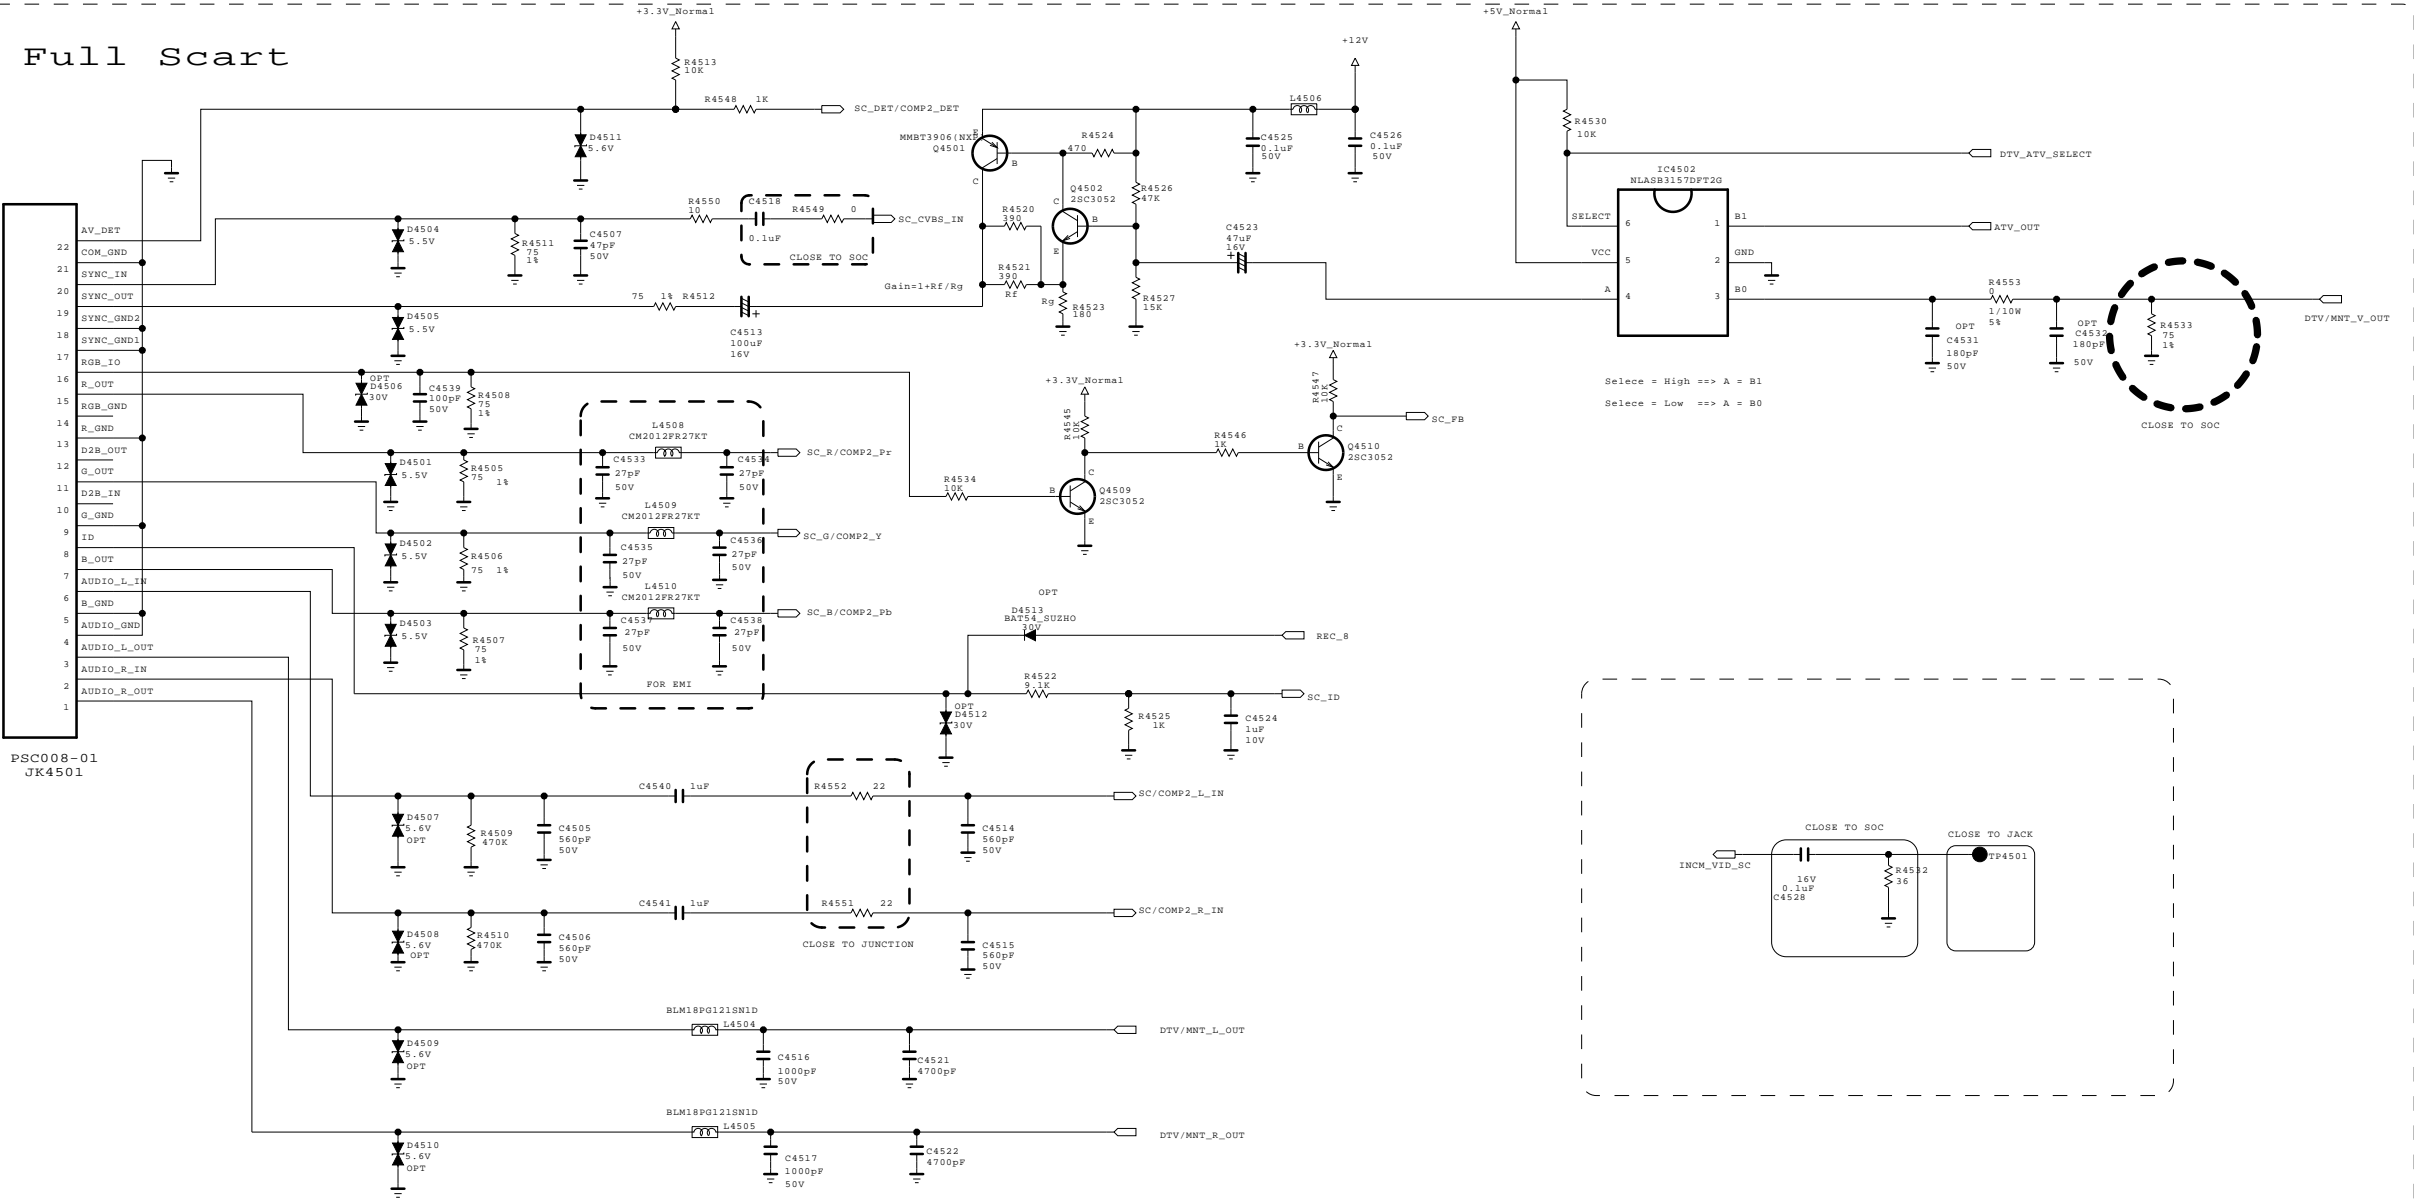 Full Scart
+3.3V_Normal
R4513
10K
R4548 1K
SC_DET/COMP2_DET
D4511
5.6V
+12V
L4506
C4525
0.1uF
50V
C4526
0.1uF
50V
MMBT3906(NXP)
Q4501
E
B
C
R4524
470
Q4502
2SC3052
C
B
E
R4526
47K
R4520
390
R4521
390
Rf
Gain=1+Rf/Rg
Rg
R4523
180
R4527
15K
C4523
47uF
16V
+
+5V_Normal
R4530
10K
DTV_ATV_SELECT
IC4502
NLASB3157DFT2G
SELECT
6
1
B1
ATV_OUT
VCC
5
2
GND
A
4
3
B0
R4553
0
1/10W
5%
OPT
C4531
180pF
50V
OPT
C4532
180pF
50V
R4533
75
1%
CLOSE TO SOC
DTV/MNT_V_OUT
Selece = High ==> A = B1
Selece = Low ==> A = B0
AV_DET
22
COM_GND
21
SYNC_IN
20
SYNC_OUT
19
SYNC_GND2
18
SYNC_GND1
17
RGB_IO
16
R_OUT
15
RGB_GND
14
R_GND
13
D2B_OUT
12
G_OUT
11
D2B_IN
10
G_GND
9
ID
8
B_OUT
7
AUDIO_L_IN
6
B_GND
5
AUDIO_GND
4
AUDIO_L_OUT
3
AUDIO_R_IN
2
AUDIO_R_OUT
1
PSC008-01
JK4501
D4504
5.5V
R4511
75
1%
C4507
47pF
50V
R4550
10
C4518
0.1uF
R4549 0
CLOSE TO SOC
SC_CVBS_IN
D4505
5.5V
75 1% R4512
C4513
100uF
16V
+
OPT
D4506
30V
C4539
100pF
50V
R4508
75
1%
D4501
5.5V
R4505
75 1%
L4508
CM2012FR27KT
C4533
27pF
50V
C4534
27pF
50V
SC_R/COMP2_Pr
D4502
5.5V
R4506
75 1%
L4509
CM2012FR27KT
C4535
27pF
50V
C4536
27pF
50V
SC_G/COMP2_Y
D4503
5.5V
R4507
75
1%
L4510
CM2012FR27KT
C4537
27pF
50V
C4538
27pF
50V
SC_B/COMP2_Pb
FOR EMI
R4534
10K
+3.3V_Normal
R4545
10K
B
C
E
Q4509
2SC3052
R4546
1K
+3.3V_Normal
R4547
10K
B
C
E
Q4510
2SC3052
SC_FB
OPT
D4513
BAT54_SUZHO
30V
REC_8
OPT
D4512
30V
R4522
9.1K
R4525
1K
C4524
1uF
10V
SC_ID
D4507
5.6V
OPT
R4509
470K
C4505
560pF
50V
C4540 1uF
R4552 22
C4514
560pF
50V
SC/COMP2_L_IN
D4508
5.6V
OPT
R4510
470K
C4506
560pF
50V
C4541 1uF
R4551 22
CLOSE TO JUNCTION
C4515
560pF
50V
SC/COMP2_R_IN
D4509
5.6V
OPT
BLM18PG121SN1D
L4504
C4516
1000pF
50V
C4521
4700pF
DTV/MNT_L_OUT
D4510
5.6V
OPT
BLM18PG121SN1D
L4505
C4517
1000pF
50V
C4522
4700pF
DTV/MNT_R_OUT
CLOSE TO SOC
CLOSE TO JACK
INCM_VID_SC
16V
0.1uF
C4528
R4532
36
TP4501